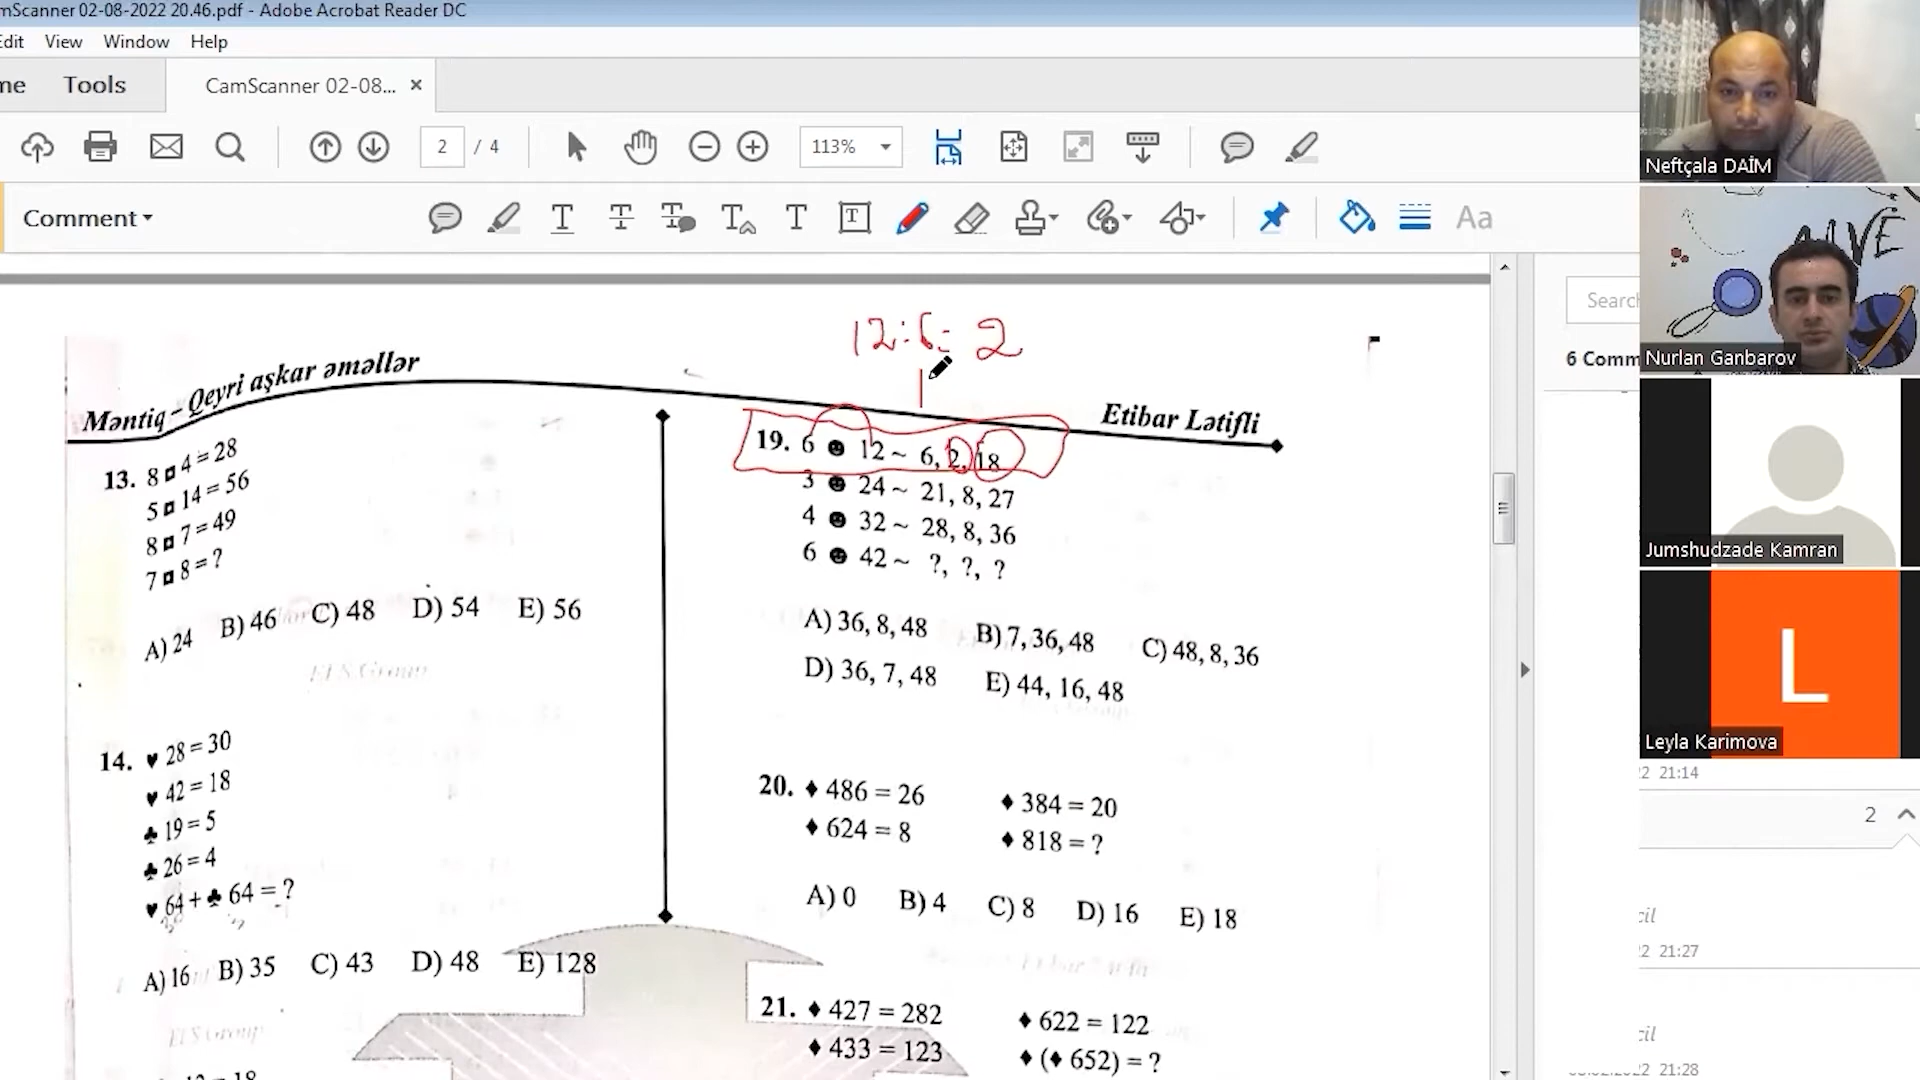 mScanner 02-08-2022 20.46.pdf - Adobe Acrobat Reader DC
Edit View Window Help
me Tools CamScanner 02-08... ×
2 / 4 113%
Comment
Aa
Search
6 Comm
Neftçala DAİM
Nurlan Ganbarov
Jumshudzade Kamran
L
Leyla Karimova
22 21:14
2
cil
22 21:27
cil
21:28
12:6= 2
Məntiq – Qeyri aşkar əməllər
Etibar Lətifli
13. 8 ◘ 4 = 28
5 ◘ 14 = 56
8 ◘ 7 = 49
7 ◘ 8 = ?
A) 24 B) 46 C) 48 D) 54 E) 56
14. ♥ 28 = 30
♥ 42 = 18
♣ 19 = 5
♣ 26 = 4
♥ 64 + ♣ 64 = ?
A) 16 B) 35 C) 43 D) 48 E) 128
19. 6 ☻ 12 ~ 6, 2, 18
3 ☻ 24 ~ 21, 8, 27
4 ☻ 32 ~ 28, 8, 36
6 ☻ 42 ~ ?, ?, ?
A) 36, 8, 48 B) 7, 36, 48 C) 48, 8, 36
D) 36, 7, 48 E) 44, 16, 48
20. ♦ 486 = 26 ♦ 384 = 20
♦ 624 = 8 ♦ 818 = ?
A) 0 B) 4 C) 8 D) 16 E) 18
21. ♦ 427 = 282 ♦ 622 = 122
♦ 433 = 123 ♦ (♦ 652) = ?